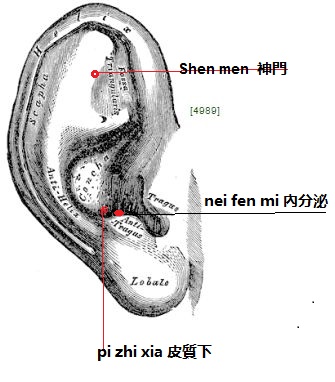 Helix
Shen men 神門
Fossa
Triangularis
Scapha
[4989]
Anti-Helix
Concha
Tragus
nei fen mi 內分泌
Anti-
Tragus
Lobule
pi zhi xia 皮質下